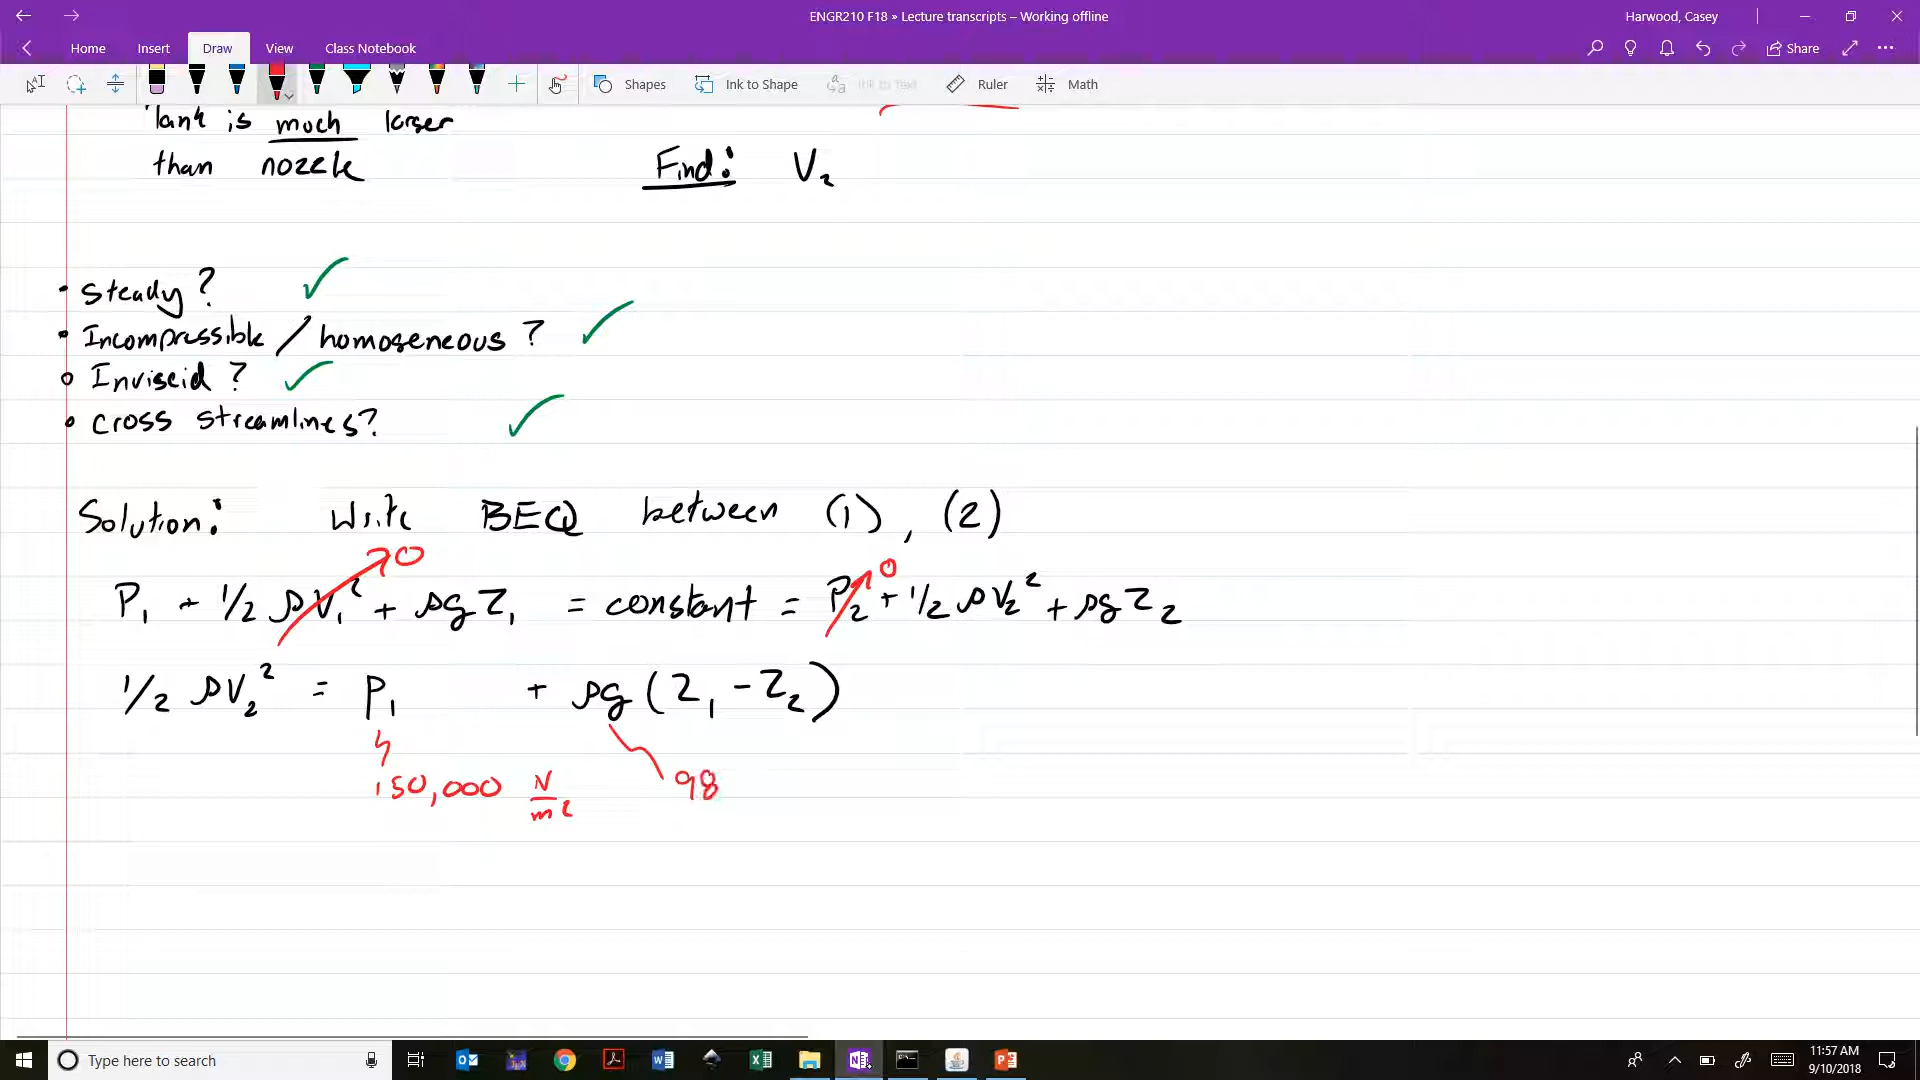 ENGR210 F18 » Lecture transcripts – Working offline
Harwood, Casey
Home Insert Draw View Class Notebook
Share
Shapes Ink to Shape Ink to Text Ruler Math
Tank is much larger
than nozzle
Find: V₂
• Steady? ✓
• Incompressible / homogeneous? ✓
• Inviscid? ✓
• Cross streamlines? ✓
Solution: Write BEQ between (1), (2)
0 0
P₁ + 1/2 ρV₁² + ρgZ₁ = constant = P₂ + 1/2 ρV₂² + ρgZ₂
1/2 ρV₂² = P₁ + ρg(Z₁ - Z₂)
150,000 N/m² 98
Type here to search
11:57 AM
9/10/2018